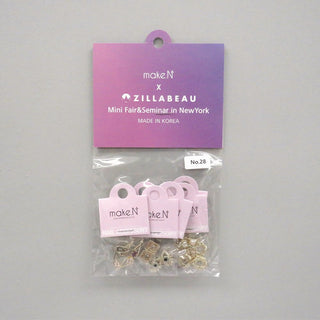 make.N
x
ZILLABEAU
Mini Fair&Seminar in NewYork
MADE IN KOREA
No.28
make.N
make.N